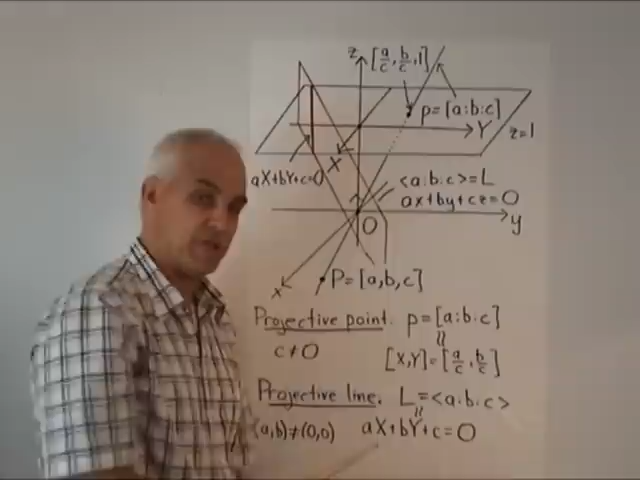 z [a/c, b/c, 1]
p=[a:b:c]
Y
z=1
X
aX+bY+c=0
<a:b:c>=L
ax+by+cz=0
O
y
x
P=[a,b,c]
Projective point. p=[a:b:c]
=
c≠0
[X,Y]=[a/c, b/c]
Projective line. L=<a:b:c>
=
(a,b)≠(0,0) aX+bY+c=0